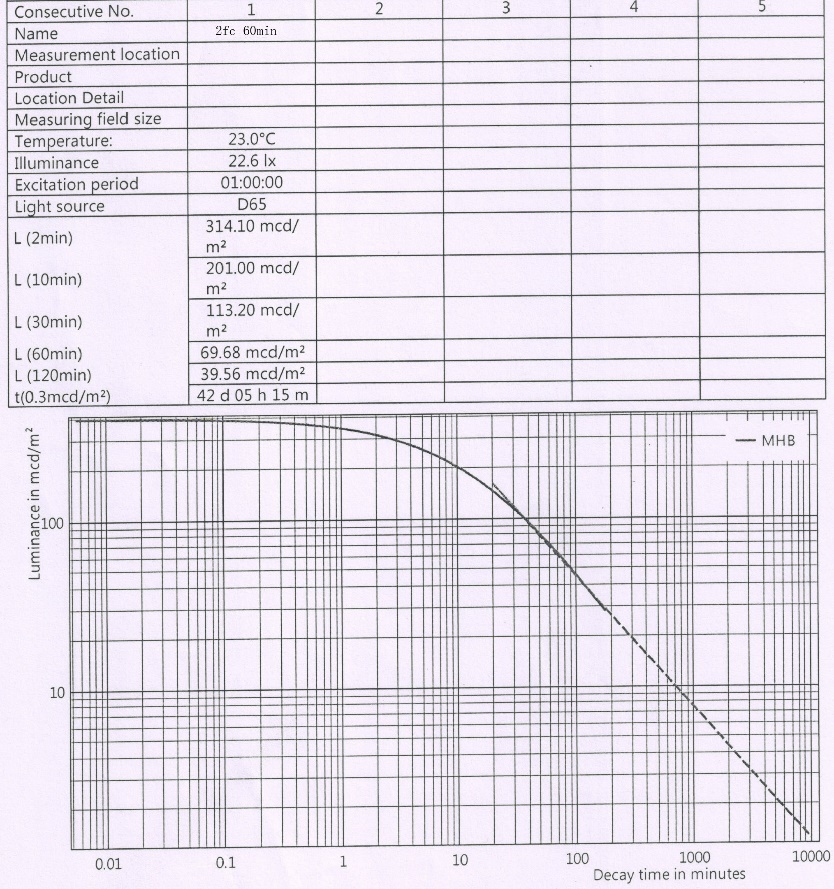 Consecutive No. 1 2 3 4 5
Name 2fc 60min
Measurement location
Product
Location Detail
Measuring field size
Temperature: 23.0°C
Illuminance 22.6 lx
Excitation period 01:00:00
Light source D65
L (2min) 314.10 mcd/
m²
L (10min) 201.00 mcd/
m²
L (30min) 113.20 mcd/
m²
L (60min) 69.68 mcd/m²
L (120min) 39.56 mcd/m²
t(0.3mcd/m²) 42 d 05 h 15 m
MHB
Luminance in mcd/m²
100
10
0.01 0.1 1 10 100 1000 10000
Decay time in minutes